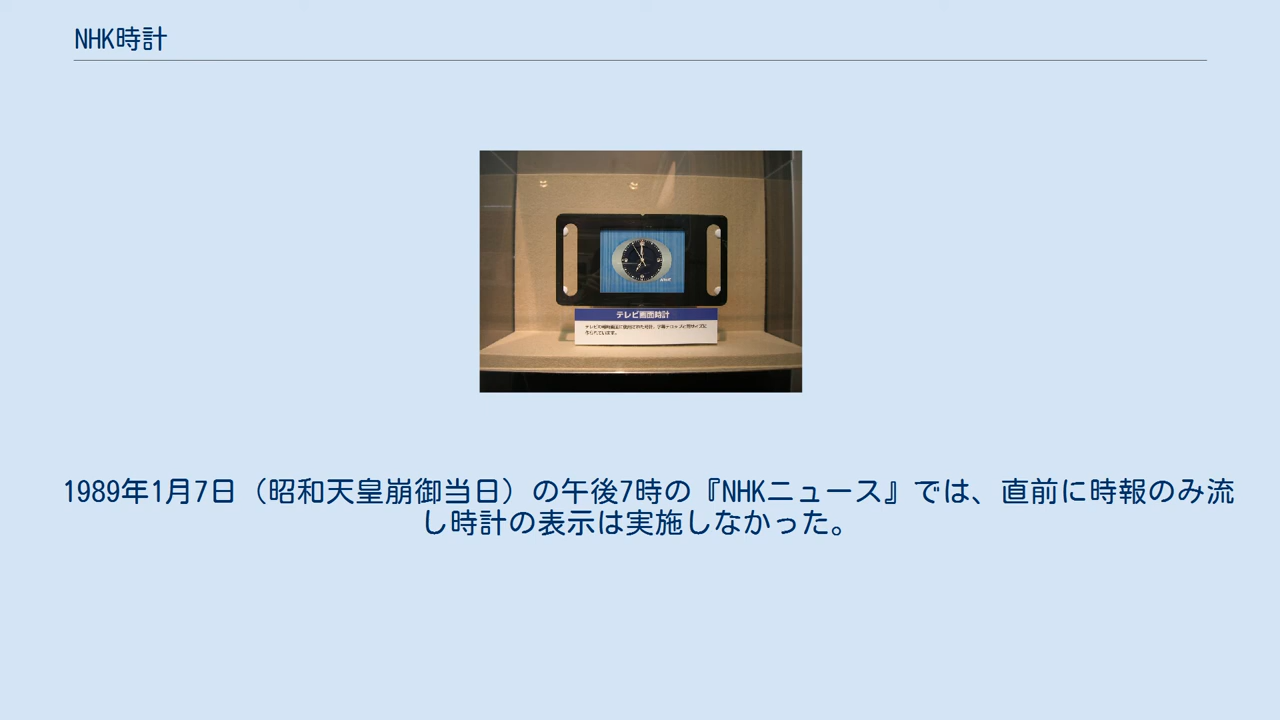 NHK時計
テレビ画面時計
1989年1月7日（昭和天皇崩御当日）の午後7時の『NHKニュース』では、直前に時報のみ流
し時計の表示は実施しなかった。